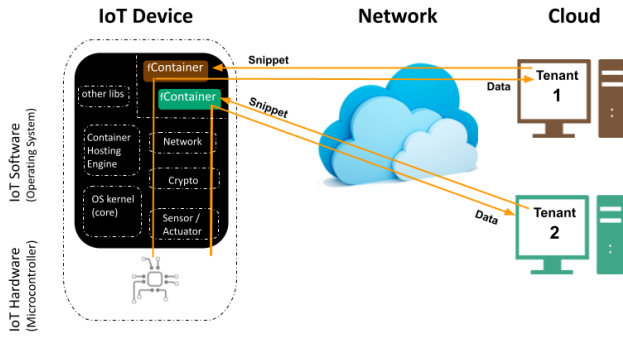 IoT Device
Network
Cloud
fContainer
Snippet
Data
Tenant
1
other libs
fContainer
Snippet
Container
Hosting
Engine
Network
Crypto
OS kernel
(core)
Sensor /
Actuator
Data
Tenant
2
IoT Software
(Operating System)
IoT Hardware
(Microcontroller)